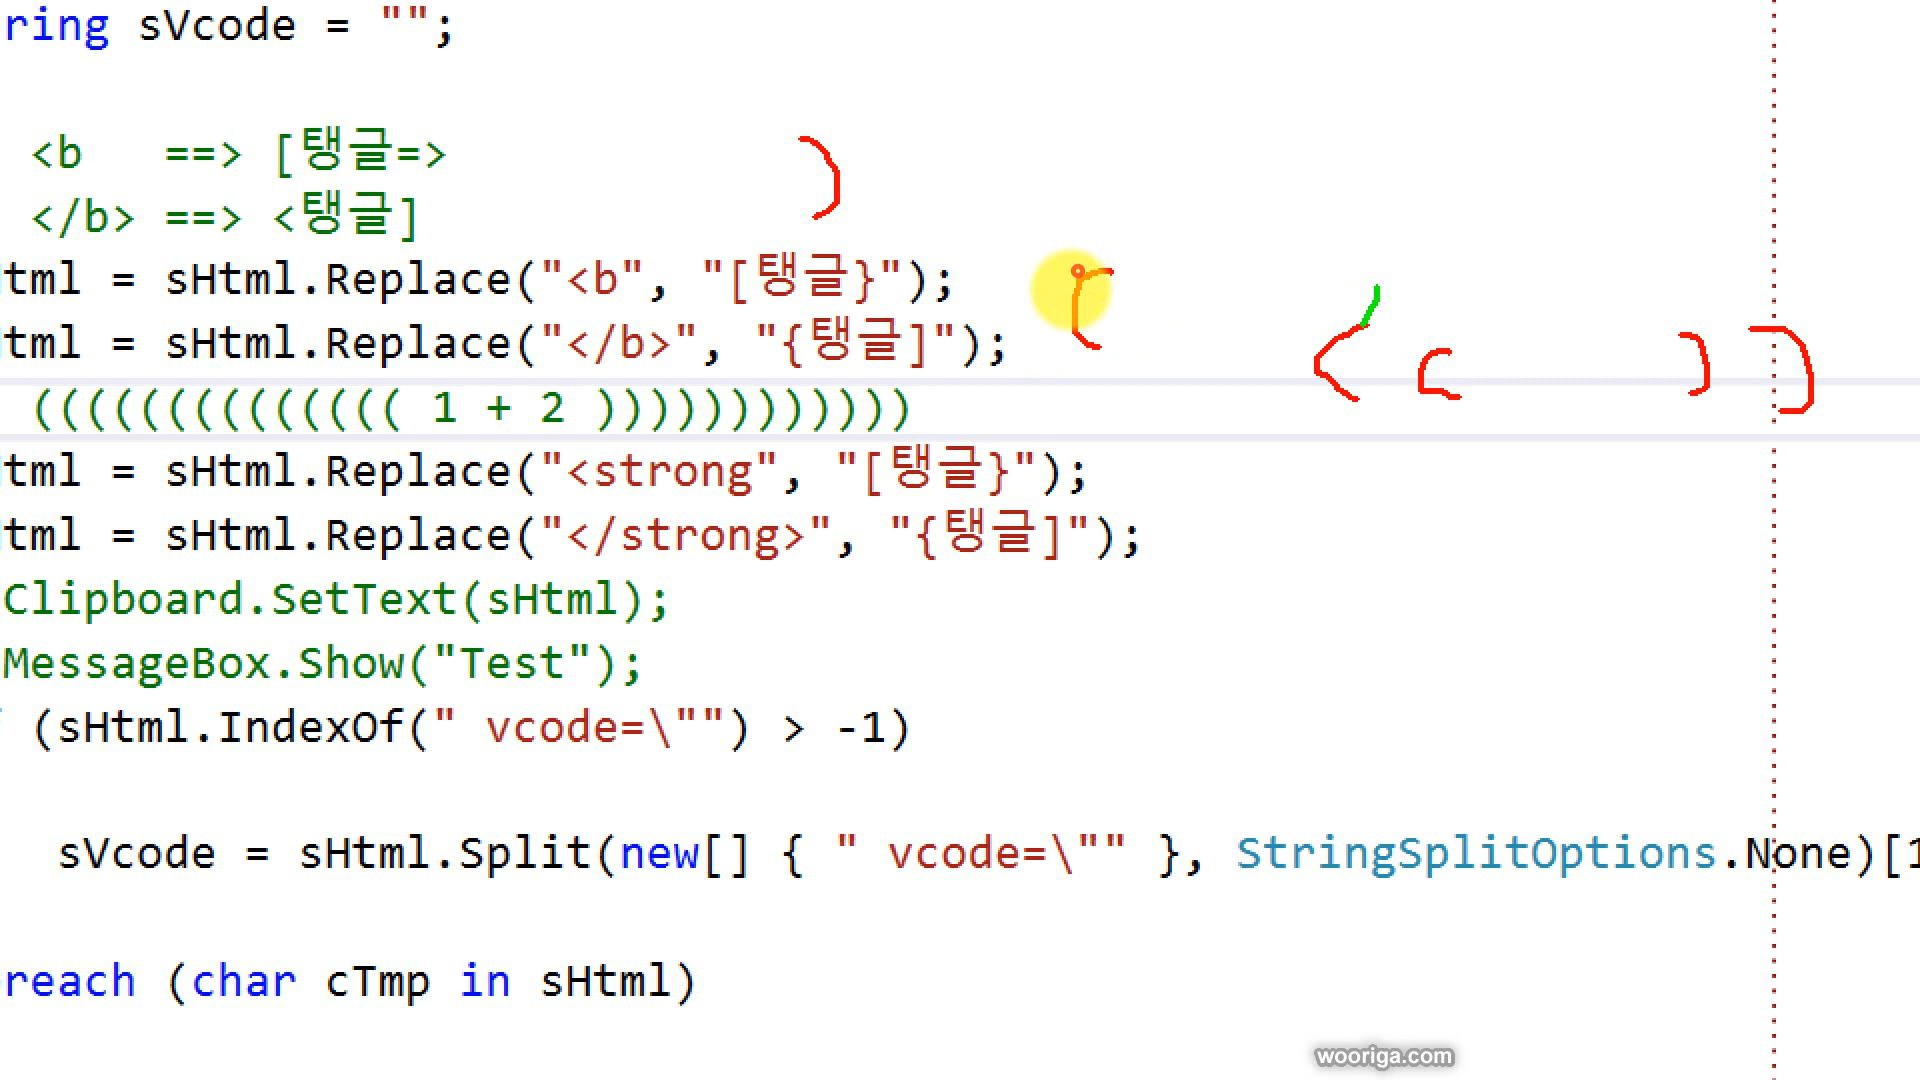 ring sVcode = "";
<b   ==> [탱글=>
</b> ==> <탱글]
tml = sHtml.Replace("<b", "[탱글}");
tml = sHtml.Replace("</b>", "{탱글]");
(((((((((((((( 1 + 2 ))))))))))))
tml = sHtml.Replace("<strong", "[탱글}");
tml = sHtml.Replace("</strong>", "{탱글]");
Clipboard.SetText(sHtml);
MessageBox.Show("Test");
(sHtml.IndexOf(" vcode=\"") > -1)
sVcode = sHtml.Split(new[] { " vcode=\"" }, StringSplitOptions.None)[1
reach (char cTmp in sHtml)
wooriga.com